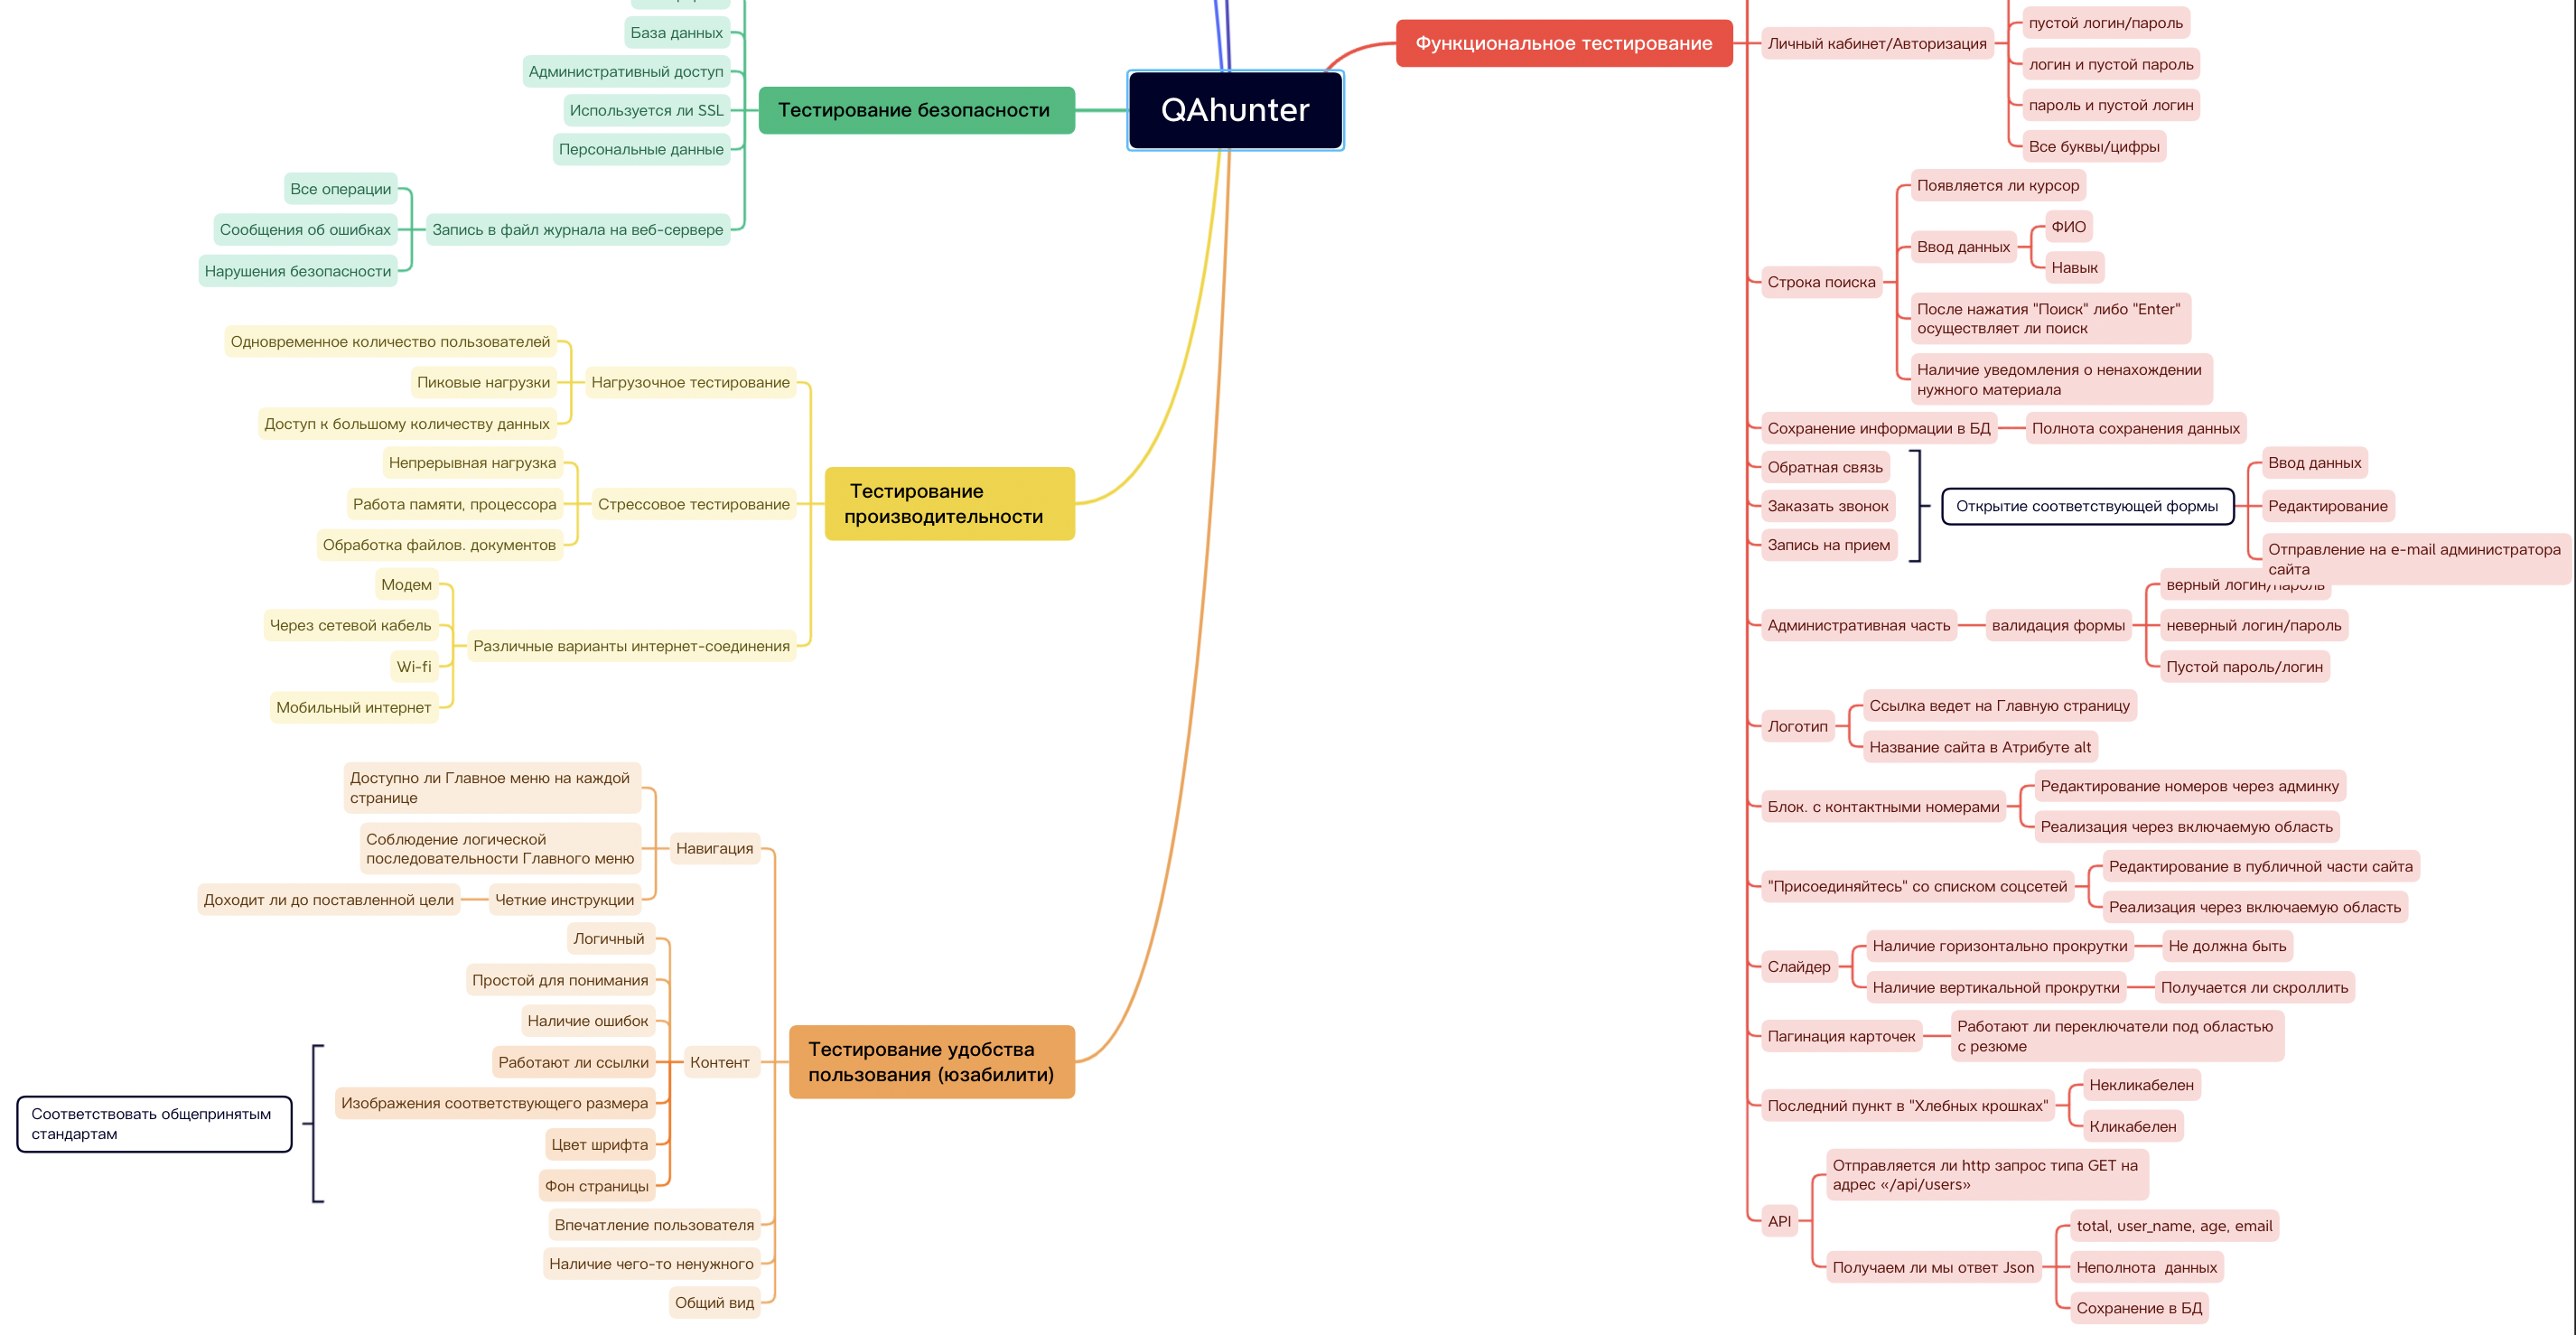 QAhunter
Тестирование безопасности
База данных
Административный доступ
Используется ли SSL
Персональные данные
Запись в файл журнала на веб-сервере
Все операции
Сообщения об ошибках
Нарушения безопасности
Тестирование
производительности
Нагрузочное тестирование
Одновременное количество пользователей
Пиковые нагрузки
Доступ к большому количеству данных
Стрессовое тестирование
Непрерывная нагрузка
Работа памяти, процессора
Обработка файлов. документов
Различные варианты интернет-соединения
Модем
Через сетевой кабель
Wi-fi
Мобильный интернет
Тестирование удобства
пользования (юзабилити)
Навигация
Доступно ли Главное меню на каждой
странице
Соблюдение логической
последовательности Главного меню
Четкие инструкции
Доходит ли до поставленной цели
Контент
Логичный
Простой для понимания
Наличие ошибок
Работают ли ссылки
Изображения соответствующего размера
Цвет шрифта
Фон страницы
Соответствовать общепринятым
стандартам
Впечатление пользователя
Наличие чего-то ненужного
Общий вид
Функциональное тестирование
Личный кабинет/Авторизация
пустой логин/пароль
логин и пустой пароль
пароль и пустой логин
Все буквы/цифры
Строка поиска
Появляется ли курсор
Ввод данных
ФИО
Навык
После нажатия "Поиск" либо "Enter"
осуществляет ли поиск
Наличие уведомления о ненахождении
нужного материала
Сохранение информации в БД
Полнота сохранения данных
Обратная связь
Заказать звонок
Запись на прием
Открытие соответствующей формы
Ввод данных
Редактирование
Отправление на e-mail администратора
сайта
Административная часть
валидация формы
верный логин/пароль
неверный логин/пароль
Пустой пароль/логин
Логотип
Ссылка ведет на Главную страницу
Название сайта в Атрибуте alt
Блок. с контактными номерами
Редактирование номеров через админку
Реализация через включаемую область
"Присоединяйтесь" со списком соцсетей
Редактирование в публичной части сайта
Реализация через включаемую область
Слайдер
Наличие горизонтально прокрутки
Не должна быть
Наличие вертикальной прокрутки
Получается ли скроллить
Пагинация карточек
Работают ли переключатели под областью
с резюме
Последний пункт в "Хлебных крошках"
Некликабелен
Кликабелен
API
Отправляется ли http запрос типа GET на
адрес «/api/users»
Получаем ли мы ответ Json
total, user_name, age, email
Неполнота данных
Сохранение в БД